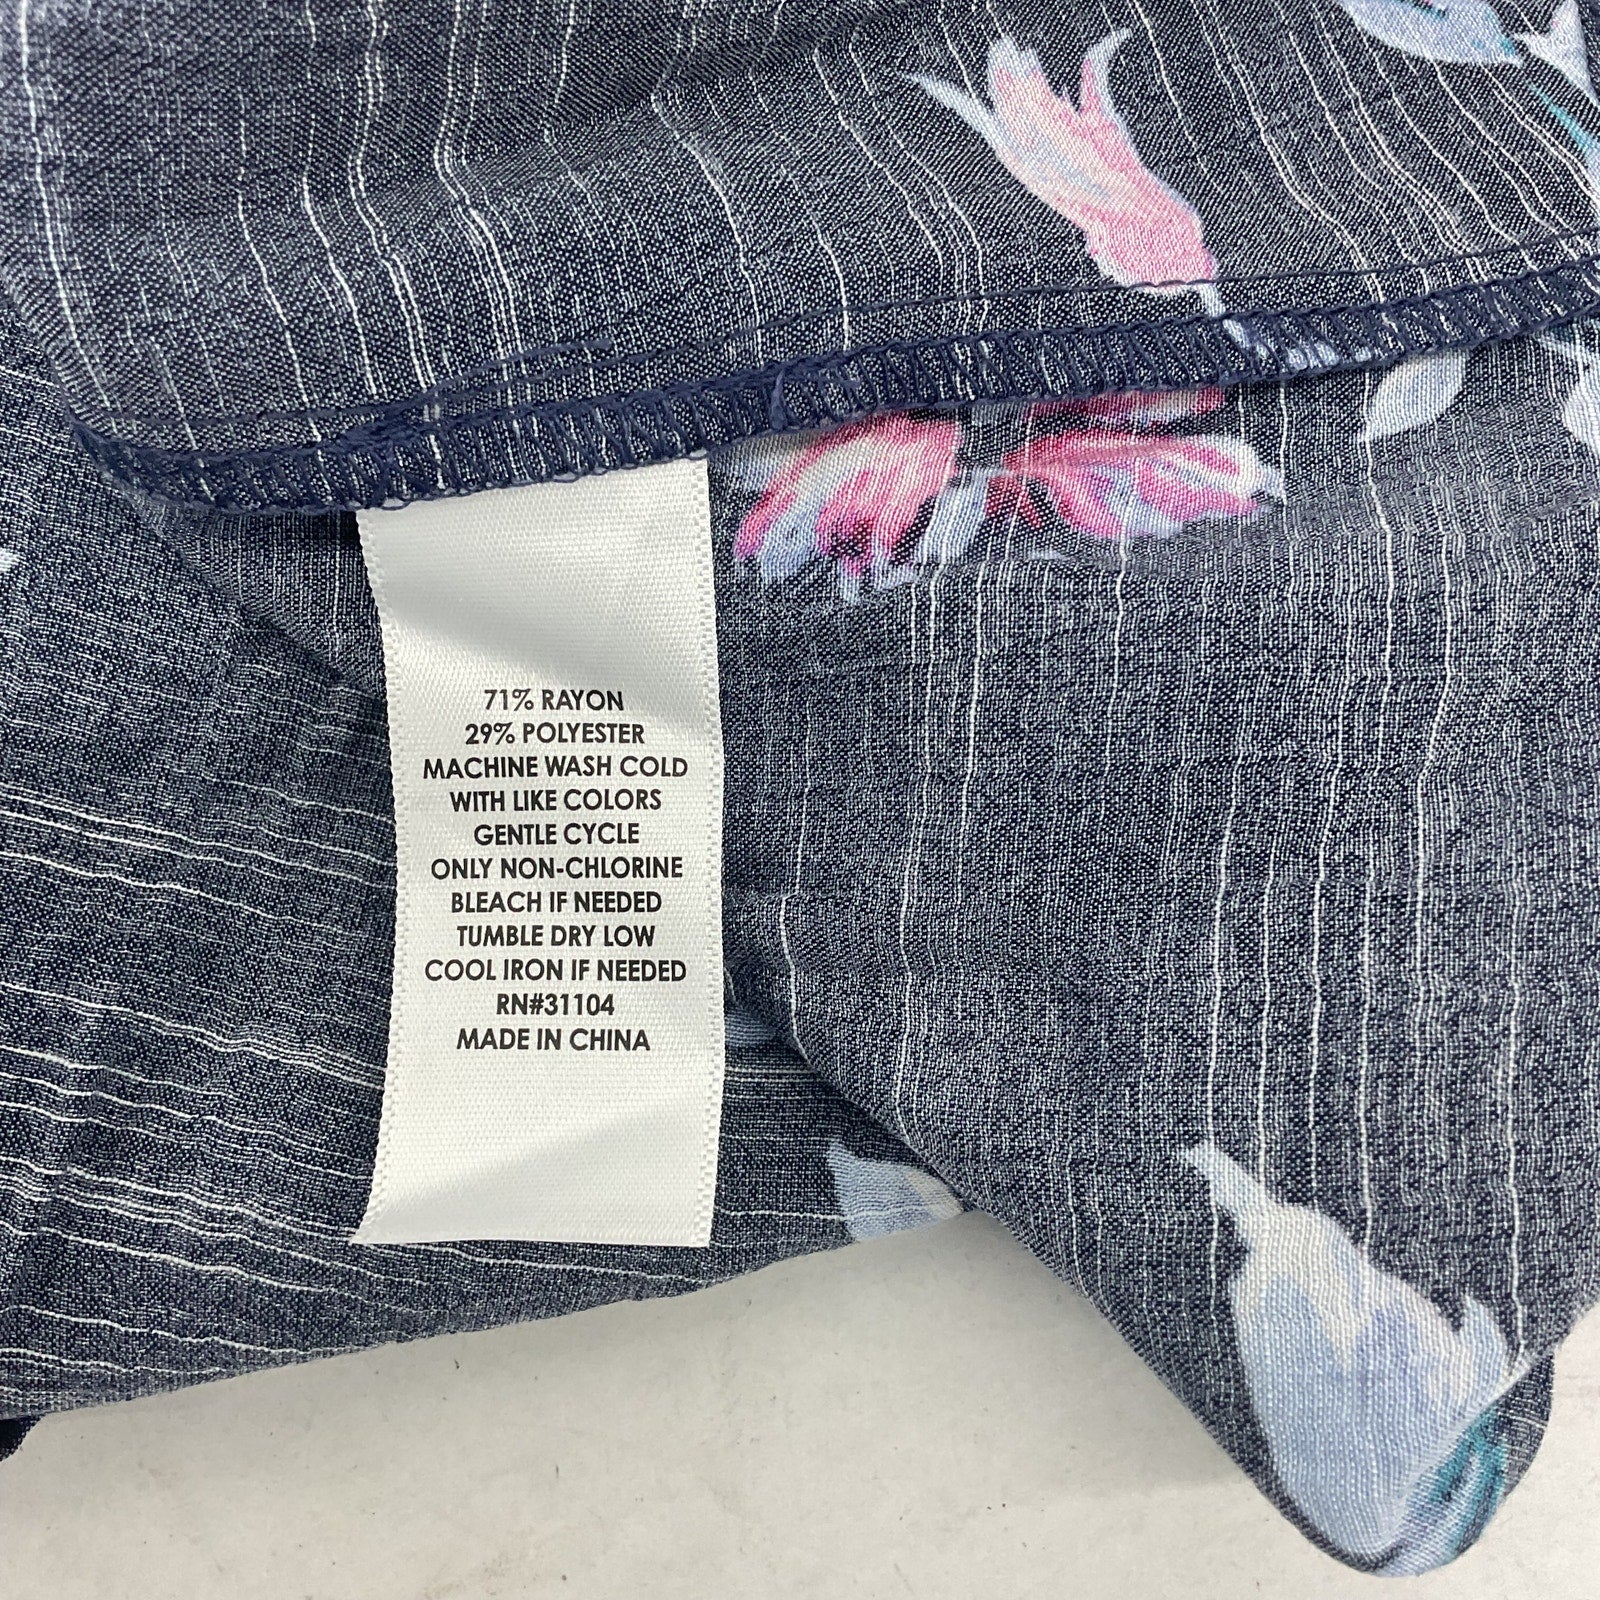 71% RAYON
29% POLYESTER
MACHINE WASH COLD
WITH LIKE COLORS
GENTLE CYCLE
ONLY NON-CHLORINE
BLEACH IF NEEDED
TUMBLE DRY LOW
COOL IRON IF NEEDED
RN#31104
MADE IN CHINA